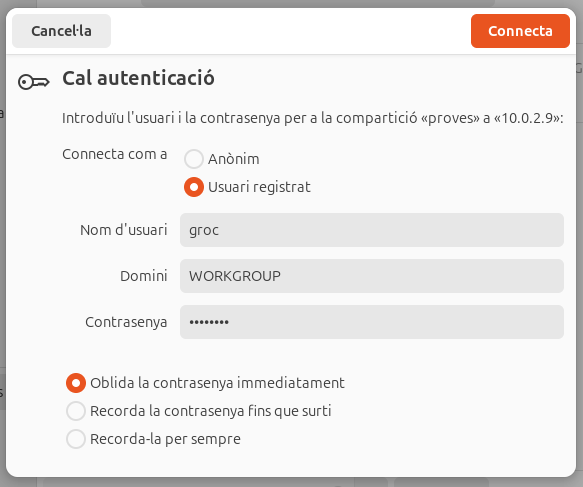 Cancel·la
Connecta
Cal autenticació
Introduïu l'usuari i la contrasenya per a la compartició «proves» a «10.0.2.9»:
Connecta com a
Anònim
Usuari registrat
Nom d'usuari
groc
Domini
WORKGROUP
Contrasenya
••••••••
Oblida la contrasenya immediatament
Recorda la contrasenya fins que surti
Recorda-la per sempre